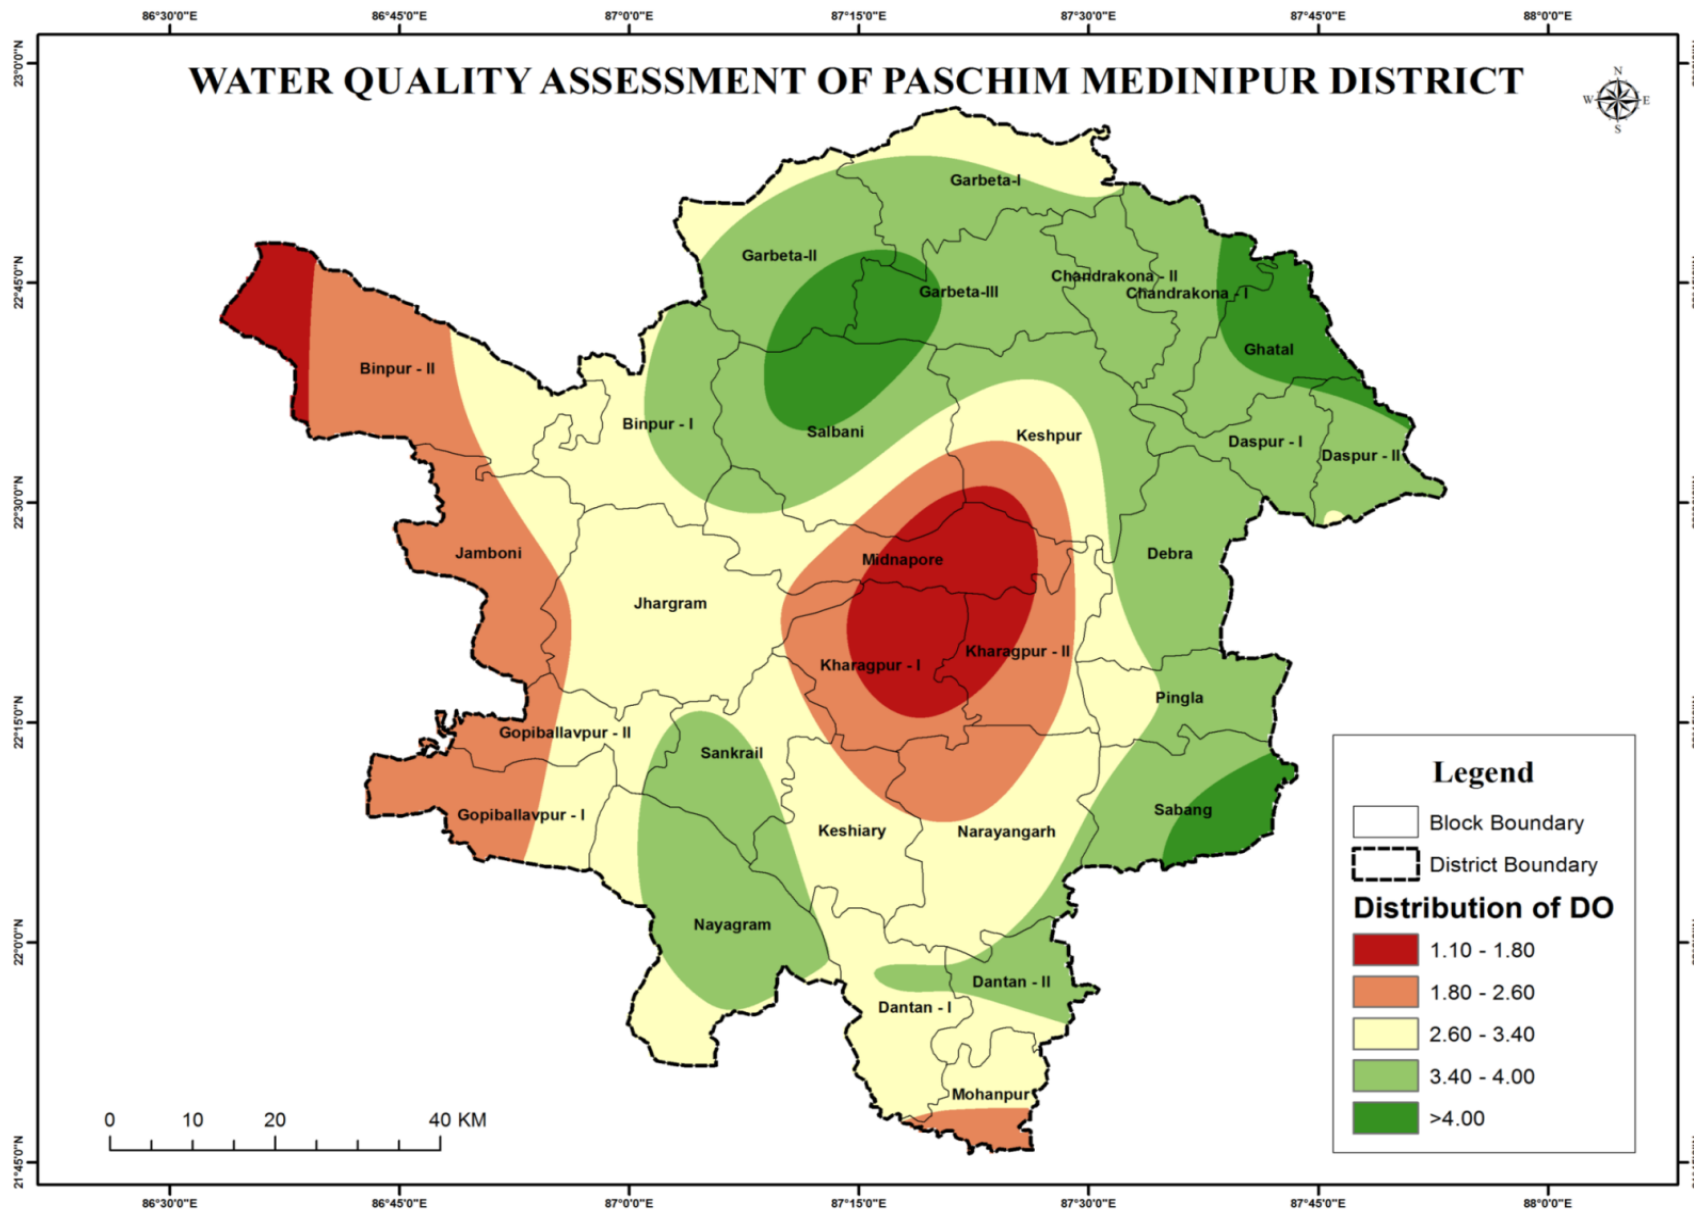 86°30'0"E 86°45'0"E 87°0'0"E 87°15'0"E 87°30'0"E 87°45'0"E 88°0'0"E
WATER QUALITY ASSESSMENT OF PASCHIM MEDINIPUR DISTRICT
N
W E
S
23°0'0"N
22°45'0"N
22°30'0"N
22°15'0"N
22°0'0"N
21°45'0"N
Garbeta-I
Garbeta-II
Chandrakona - II
Garbeta-III
Chandrakona - I
Ghatal
Binpur - II
Binpur - I
Salbani
Keshpur
Daspur - I
Daspur - II
Jamboni
Midnapore
Debra
Jhargram
Kharagpur - I
Kharagpur - II
Pingla
Gopiballavpur - II
Sankrail
Gopiballavpur - I
Keshiary
Narayangarh
Sabang
Nayagram
Dantan - II
Dantan - I
Mohanpur
Legend
Block Boundary
District Boundary
Distribution of DO
1.10 - 1.80
1.80 - 2.60
2.60 - 3.40
3.40 - 4.00
>4.00
0 10 20 40 KM
86°30'0"E 86°45'0"E 87°0'0"E 87°15'0"E 87°30'0"E 87°45'0"E 88°0'0"E